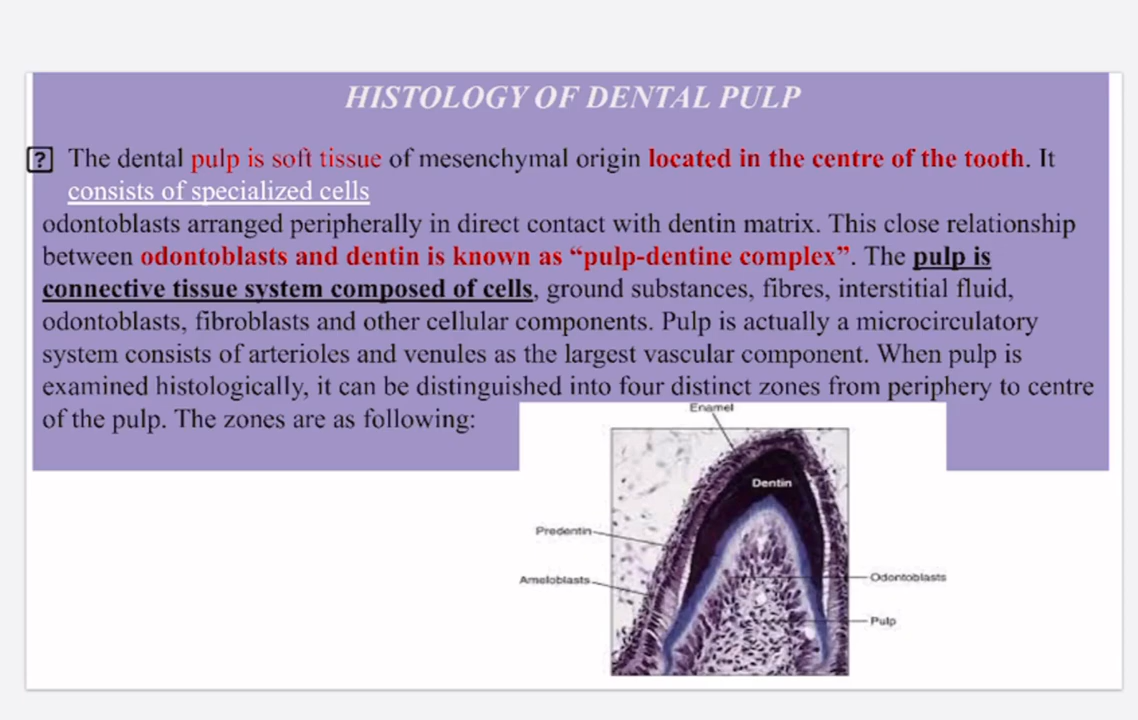 HISTOLOGY OF DENTAL PULP
? The dental pulp is soft tissue of mesenchymal origin located in the centre of the tooth. It
consists of specialized cells
odontoblasts arranged peripherally in direct contact with dentin matrix. This close relationship
between odontoblasts and dentin is known as “pulp-dentine complex”. The pulp is
connective tissue system composed of cells, ground substances, fibres, interstitial fluid,
odontoblasts, fibroblasts and other cellular components. Pulp is actually a microcirculatory
system consists of arterioles and venules as the largest vascular component. When pulp is
examined histologically, it can be distinguished into four distinct zones from periphery to centre
of the pulp. The zones are as following:
Enamel
Dentin
Predentin
Ameloblasts
Odontoblasts
Pulp